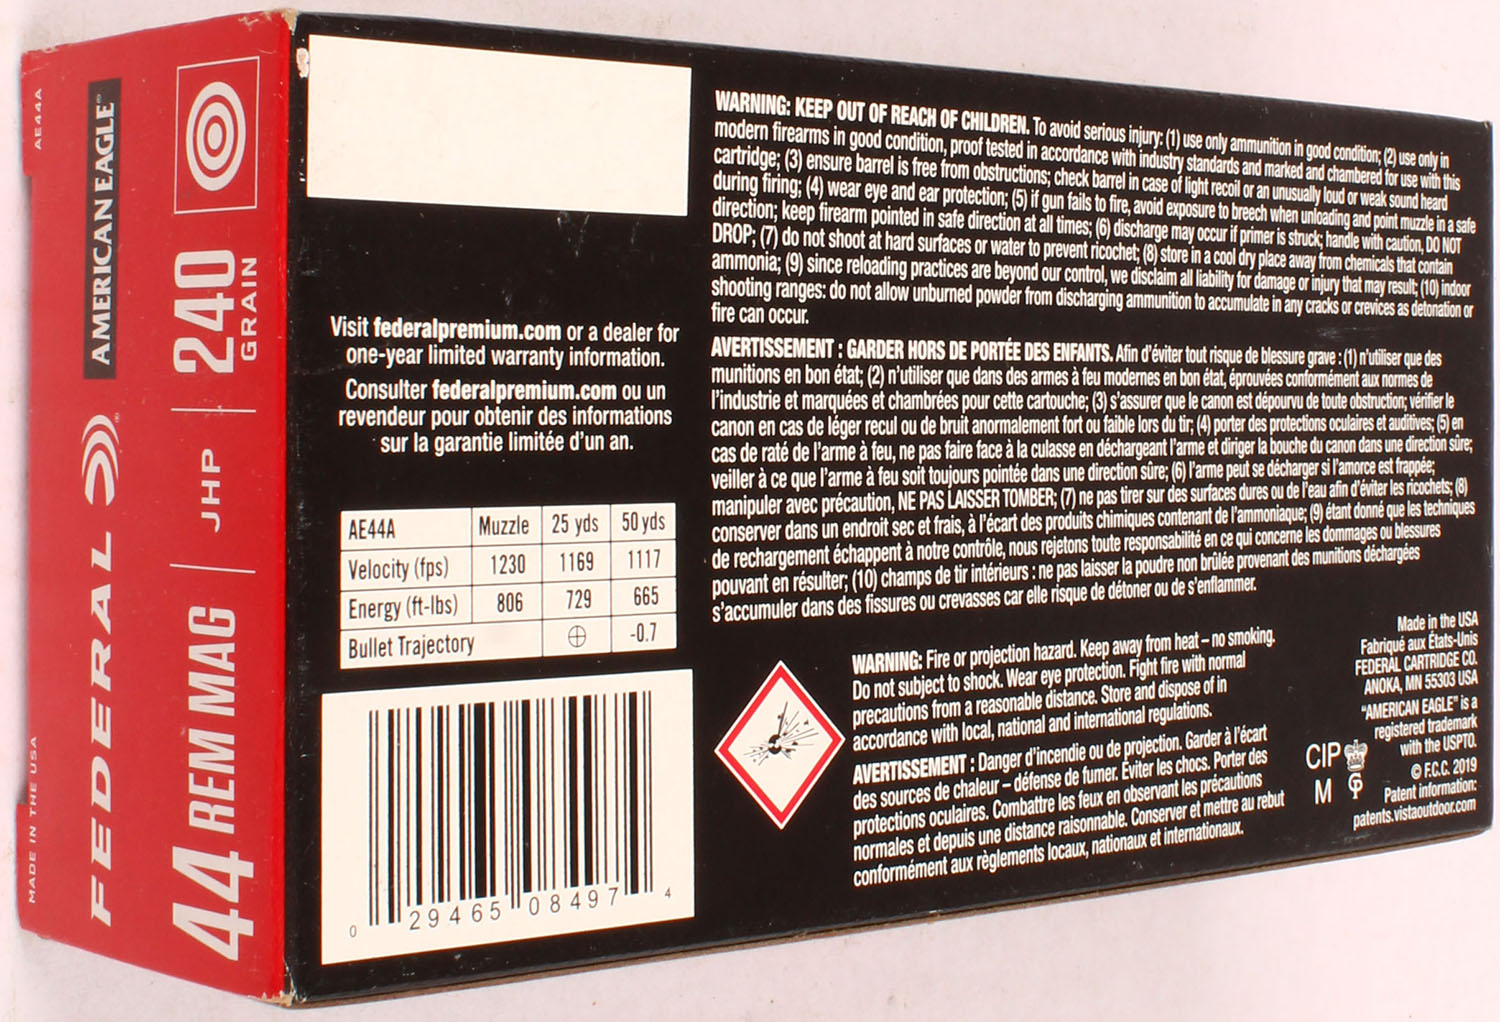 MADE IN THE USA
AE44A
FEDERAL®
AMERICAN EAGLE®
44 REM MAG
JHP
240
GRAIN
Visit federalpremium.com or a dealer for
one-year limited warranty information.
Consulter federalpremium.com ou un
revendeur pour obtenir des informations
sur la garantie limitée d'un an.
AE44A Muzzle 25 yds 50 yds
Velocity (fps) 1230 1169 1117
Energy (ft-lbs) 806 729 665
Bullet Trajectory -0.7
0 29465 08497 4
WARNING: KEEP OUT OF REACH OF CHILDREN. To avoid serious injury: (1) use only ammunition in good condition; (2) use only in
modern firearms in good condition, proof tested in accordance with industry standards and marked and chambered for use with this
cartridge; (3) ensure barrel is free from obstructions; check barrel in case of light recoil or an unusually loud or weak sound heard
during firing; (4) wear eye and ear protection; (5) if gun fails to fire, avoid exposure to breech when unloading and point muzzle in a safe
direction; keep firearm pointed in safe direction at all times; (6) discharge may occur if primer is struck; handle with caution, DO NOT
DROP; (7) do not shoot at hard surfaces or water to prevent ricochet; (8) store in a cool dry place away from chemicals that contain
ammonia; (9) since reloading practices are beyond our control, we disclaim all liability for damage or injury that may result; (10) indoor
shooting ranges: do not allow unburned powder from discharging ammunition to accumulate in any cracks or crevices as detonation or
fire can occur.
AVERTISSEMENT : GARDER HORS DE PORTÉE DES ENFANTS. Afin d'éviter tout risque de blessure grave : (1) n'utiliser que des
munitions en bon état; (2) n'utiliser que dans des armes à feu modernes en bon état, éprouvées conformément aux normes de
l'industrie et marquées et chambrées pour cette cartouche; (3) s'assurer que le canon est dépourvu de toute obstruction; vérifier le
canon en cas de léger recul ou de bruit anormalement fort ou faible lors du tir; (4) porter des protections oculaires et auditives; (5) en
cas de raté de l'arme à feu, ne pas faire face à la culasse en déchargeant l'arme et diriger la bouche du canon dans une direction sûre;
veiller à ce que l'arme à feu soit toujours pointée dans une direction sûre; (6) l'arme peut se décharger si l'amorce est frappée;
manipuler avec précaution, NE PAS LAISSER TOMBER; (7) ne pas tirer sur des surfaces dures ou de l'eau afin d'éviter les ricochets; (8)
conserver dans un endroit sec et frais, à l'écart des produits chimiques contenant de l'ammoniaque; (9) étant donné que les techniques
de rechargement échappent à notre contrôle, nous rejetons toute responsabilité en ce qui concerne les dommages ou blessures
pouvant en résulter; (10) champs de tir intérieurs : ne pas laisser la poudre non brûlée provenant des munitions déchargées
s'accumuler dans des fissures ou crevasses car elle risque de détoner ou de s'enflammer.
WARNING: Fire or projection hazard. Keep away from heat – no smoking.
Do not subject to shock. Wear eye protection. Fight fire with normal
precautions from a reasonable distance. Store and dispose of in
accordance with local, national and international regulations.
AVERTISSEMENT : Danger d'incendie ou de projection. Garder à l'écart
des sources de chaleur – défense de fumer. Éviter les chocs. Porter des
protections oculaires. Combattre les feux en observant les précautions
normales et depuis une distance raisonnable. Conserver et mettre au rebut
conformément aux règlements locaux, nationaux et internationaux.
CIP
M
Made in the USA
Fabriqué aux États-Unis
FEDERAL CARTRIDGE CO.
ANOKA, MN 55303 USA
"AMERICAN EAGLE" is a
registered trademark
with the USPTO.
© F.C.C. 2019
Patent information:
patents.vistaoutdoor.com